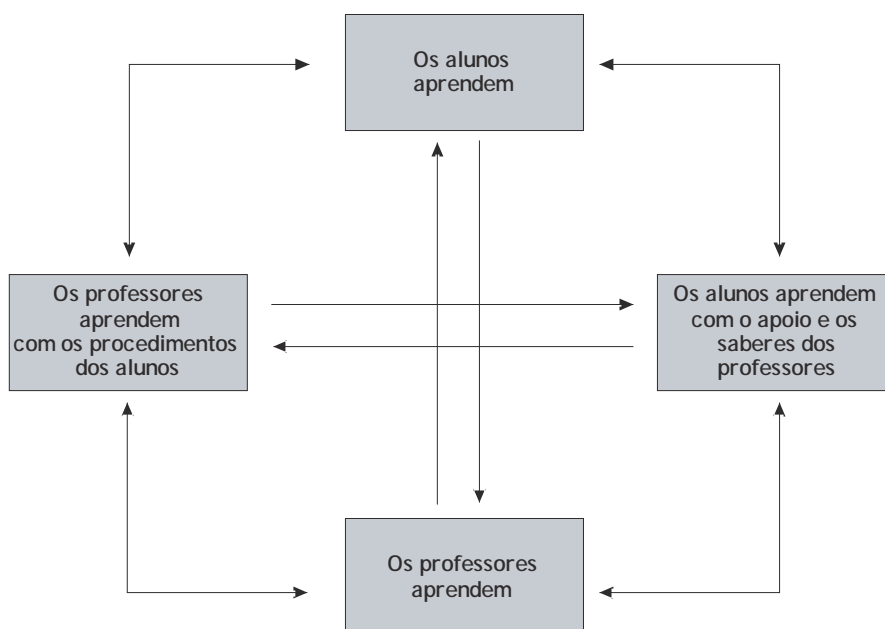 Os alunos
aprendem
Os professores
aprendem
com os procedimentos
dos alunos
Os alunos aprendem
com o apoio e os
saberes dos
professores
Os professores
aprendem